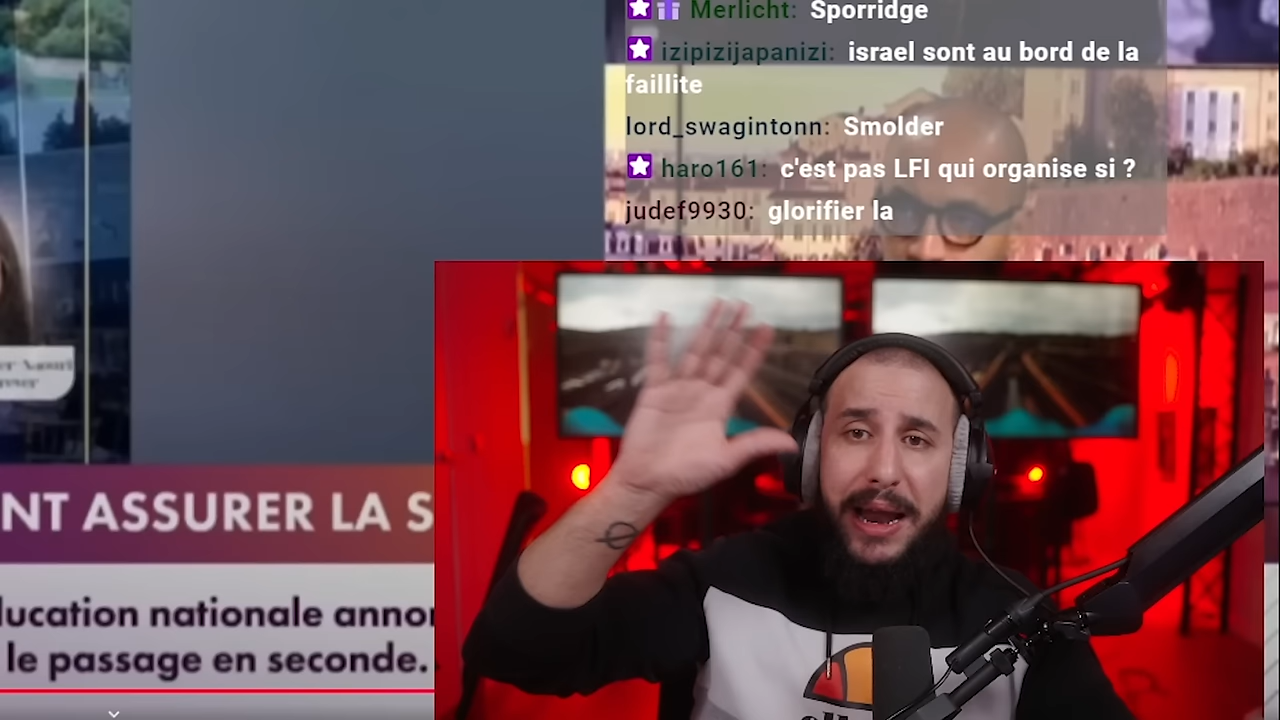 Merlicht: Sporridge
izipizijapanizi: israel sont au bord de la
faillite
lord_swagintonn: Smolder
haro161: c'est pas LFI qui organise si ?
judef9930: glorifier la
NT ASSURER LA S
ducation nationale annon
le passage en seconde.